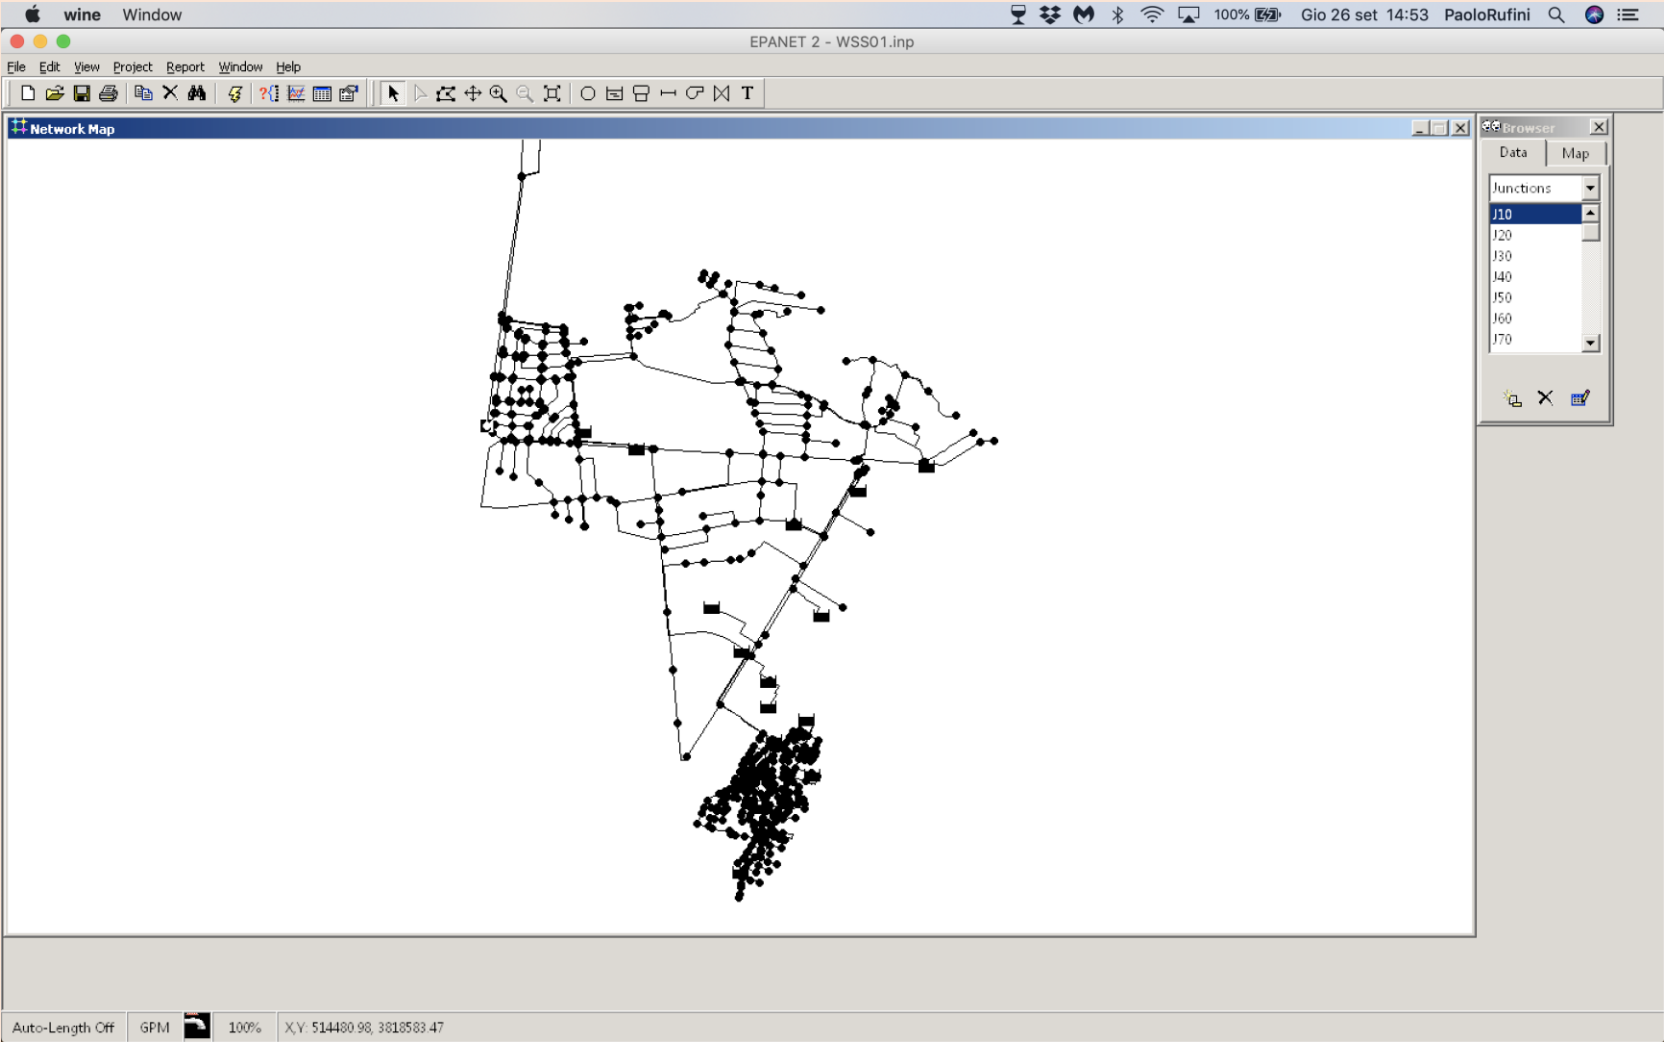 wine Window 100% Gio 26 set 14:53 PaoloRufini
EPANET 2 - WSS01.inp
File Edit View Project Report Window Help
T
Network Map
Browser
Data Map
Junctions
J10
J20
J30
J40
J50
J60
J70
Auto-Length Off GPM 100% X,Y: 514480.98, 3818583.47